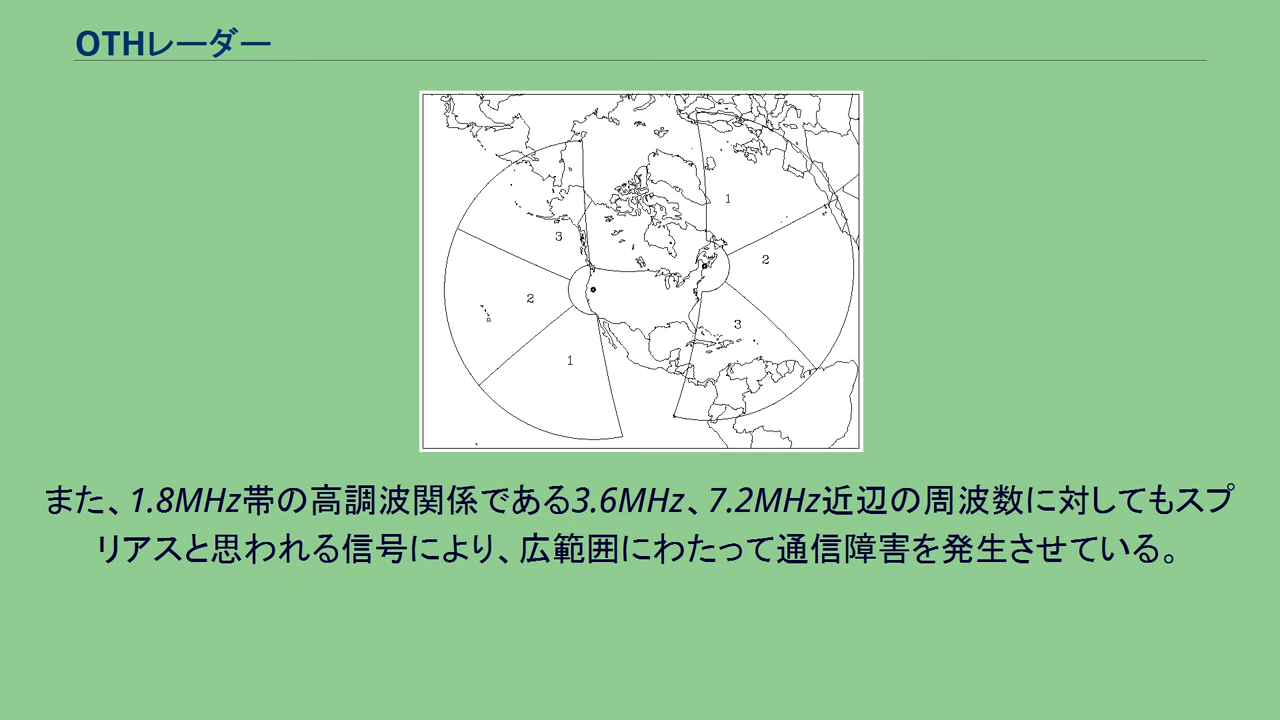 OTHレーダー
1
3
2
2
3
1
また、1.8MHz帯の高調波関係である3.6MHz、7.2MHz近辺の周波数に対してもスプ
リアスと思われる信号により、広範囲にわたって通信障害を発生させている。